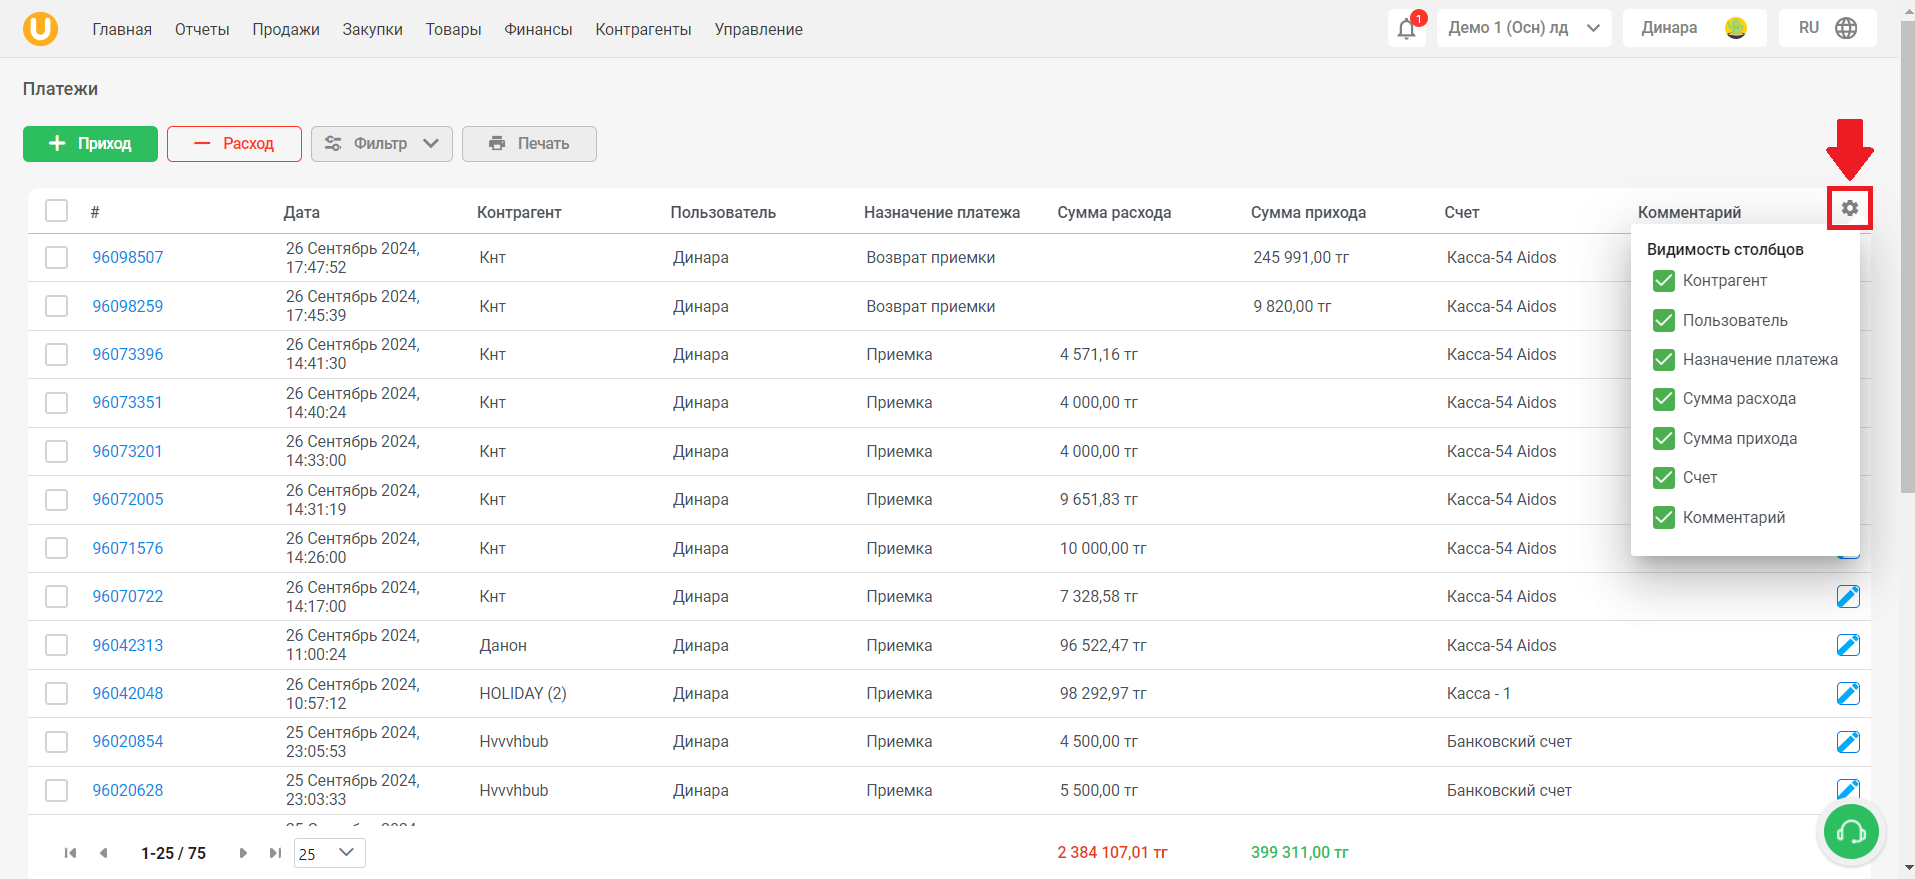 U Главная Отчеты Продажи Закупки Товары Финансы Контрагенты Управление 1 Демо 1 (Осн) лд Динара RU
Платежи
+ Приход — Расход Фильтр Печать
# Дата Контрагент Пользователь Назначение платежа Сумма расхода Сумма прихода Счет Комментарий
Видимость столбцов
Контрагент
Пользователь
Назначение платежа
Сумма расхода
Сумма прихода
Счет
Комментарий
96098507 26 Сентябрь 2024, 17:47:52 Кнт Динара Возврат приемки 245 991,00 тг Касса-54 Aidos
96098259 26 Сентябрь 2024, 17:45:39 Кнт Динара Возврат приемки 9 820,00 тг Касса-54 Aidos
96073396 26 Сентябрь 2024, 14:41:30 Кнт Динара Приемка 4 571,16 тг Касса-54 Aidos
96073351 26 Сентябрь 2024, 14:40:24 Кнт Динара Приемка 4 000,00 тг Касса-54 Aidos
96073201 26 Сентябрь 2024, 14:33:00 Кнт Динара Приемка 4 000,00 тг Касса-54 Aidos
96072005 26 Сентябрь 2024, 14:31:19 Кнт Динара Приемка 9 651,83 тг Касса-54 Aidos
96071576 26 Сентябрь 2024, 14:26:00 Кнт Динара Приемка 10 000,00 тг Касса-54 Aidos
96070722 26 Сентябрь 2024, 14:17:00 Кнт Динара Приемка 7 328,58 тг Касса-54 Aidos
96042313 26 Сентябрь 2024, 11:00:24 Данон Динара Приемка 96 522,47 тг Касса-54 Aidos
96042048 26 Сентябрь 2024, 10:57:12 HOLIDAY (2) Динара Приемка 98 292,97 тг Касса - 1
96020854 25 Сентябрь 2024, 23:05:53 Hvvvhbub Динара Приемка 4 500,00 тг Банковский счет
96020628 25 Сентябрь 2024, 23:03:33 Hvvvhbub Динара Приемка 5 500,00 тг Банковский счет
1-25 / 75 25 2 384 107,01 тг 399 311,00 тг